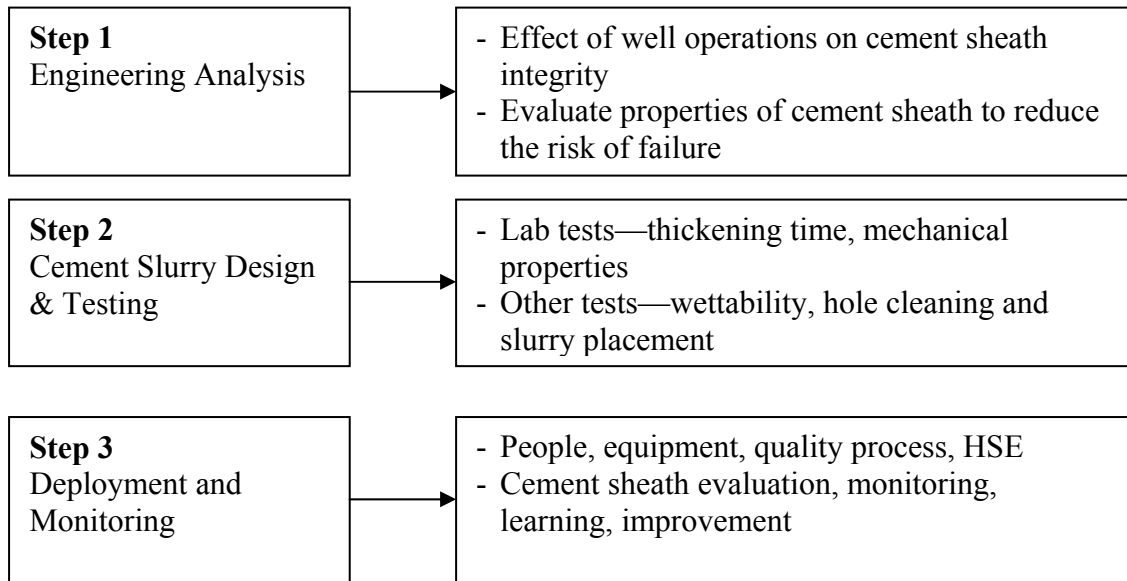 Step 1
Engineering Analysis
- Effect of well operations on cement sheath
integrity
- Evaluate properties of cement sheath to reduce
the risk of failure
Step 2
Cement Slurry Design
& Testing
- Lab tests—thickening time, mechanical
properties
- Other tests—wettability, hole cleaning and
slurry placement
Step 3
Deployment and
Monitoring
- People, equipment, quality process, HSE
- Cement sheath evaluation, monitoring,
learning, improvement